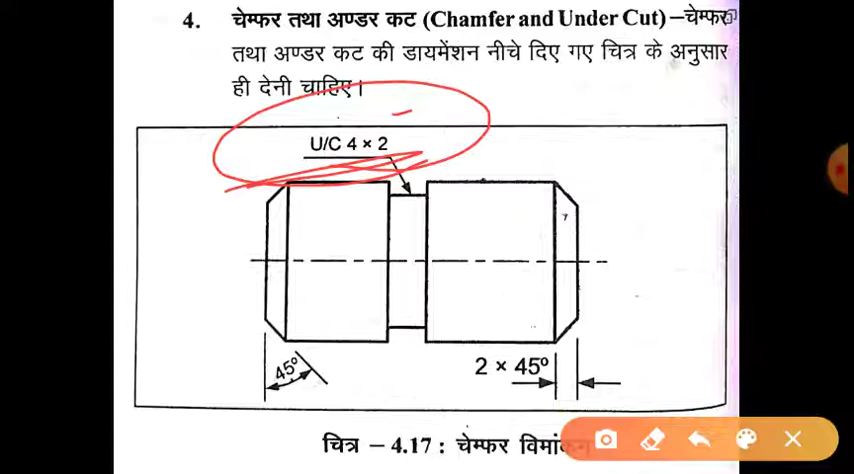 4. चेम्फर तथा अण्डर कट (Chamfer and Under Cut) –चेम्फर
तथा अण्डर कट की डायमेंशन नीचे दिए गए चित्र के अनुसार
ही देनी चाहिए।
U/C 4 × 2
45°
2 × 45°
चित्र – 4.17 : चेम्फर विमांकन